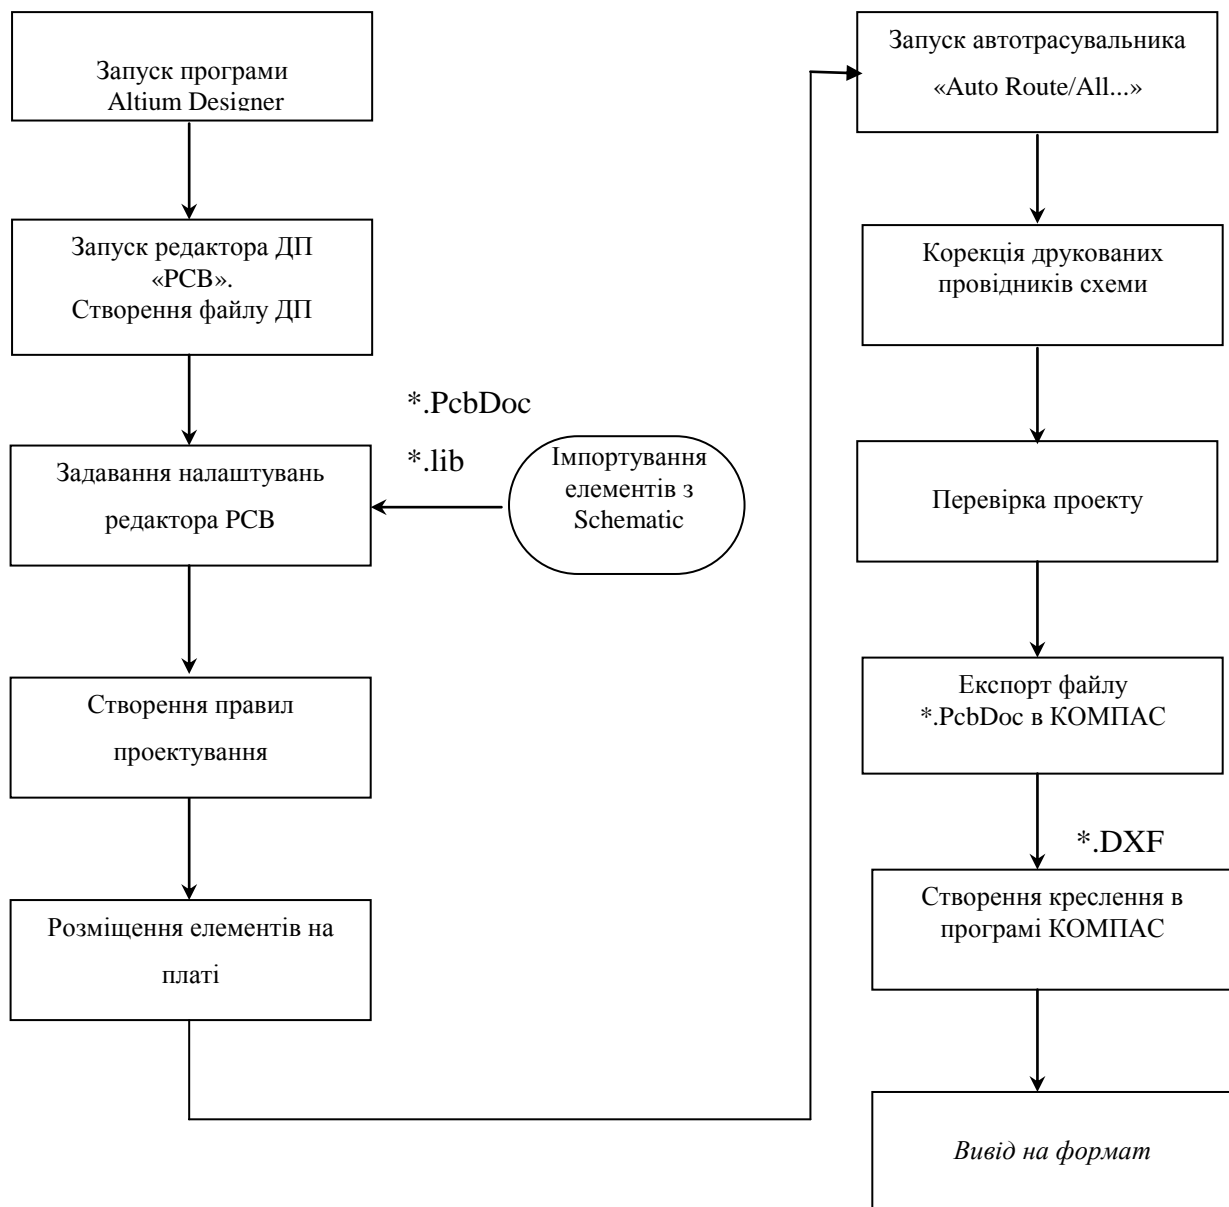 Запуск програми
Altium Designer
Запуск редактора ДП
«PCB».
Створення файлу ДП
*.PcbDoc
*.lib
Задавання налаштувань
редактора PCB
Імпортування
елементів з
Schematic
Створення правил
проектування
Розміщення елементів на
платі
Запуск автотрасувальника
«Auto Route/All...»
Корекція друкованих
провідників схеми
Перевірка проекту
Експорт файлу
*.PcbDoc в КОМПАС
*.DXF
Створення креслення в
програмі КОМПАС
Вивід на формат